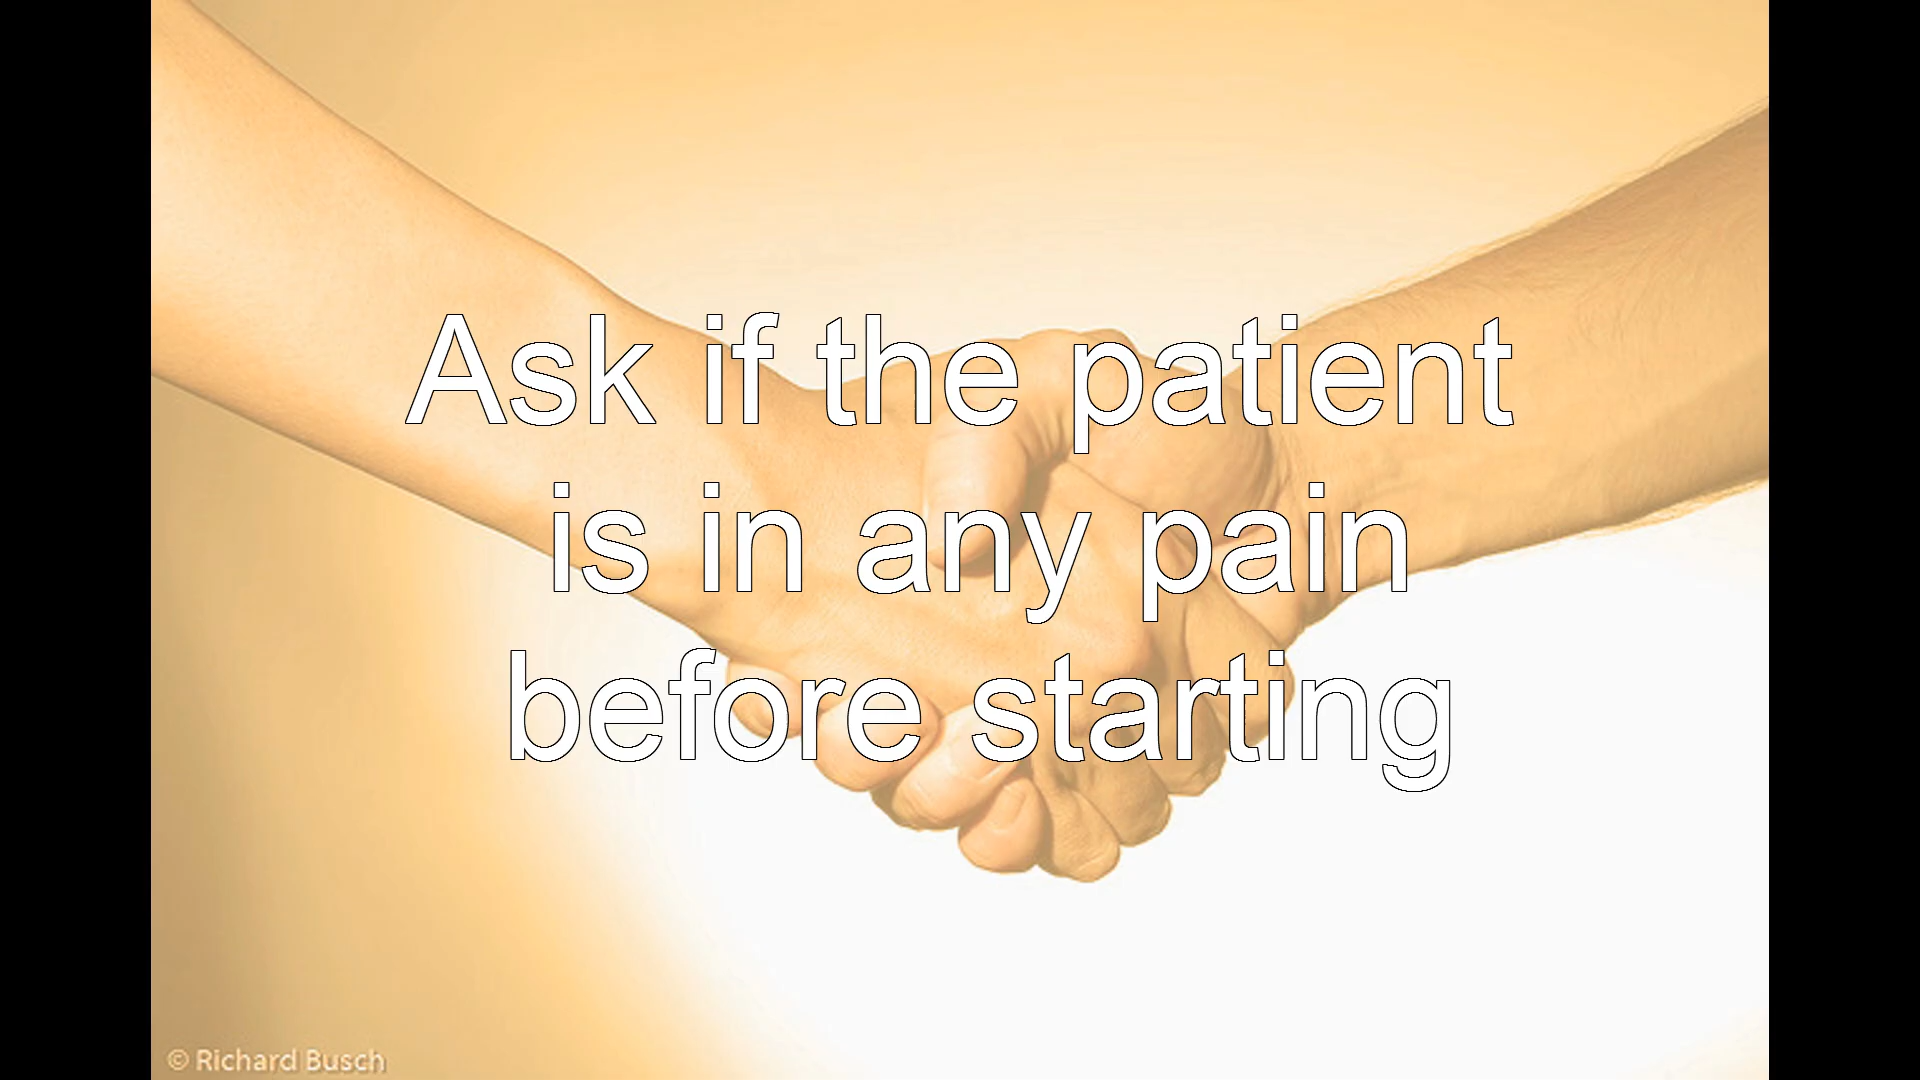 Ask if the patient
is in any pain
before starting
© Richard Busch